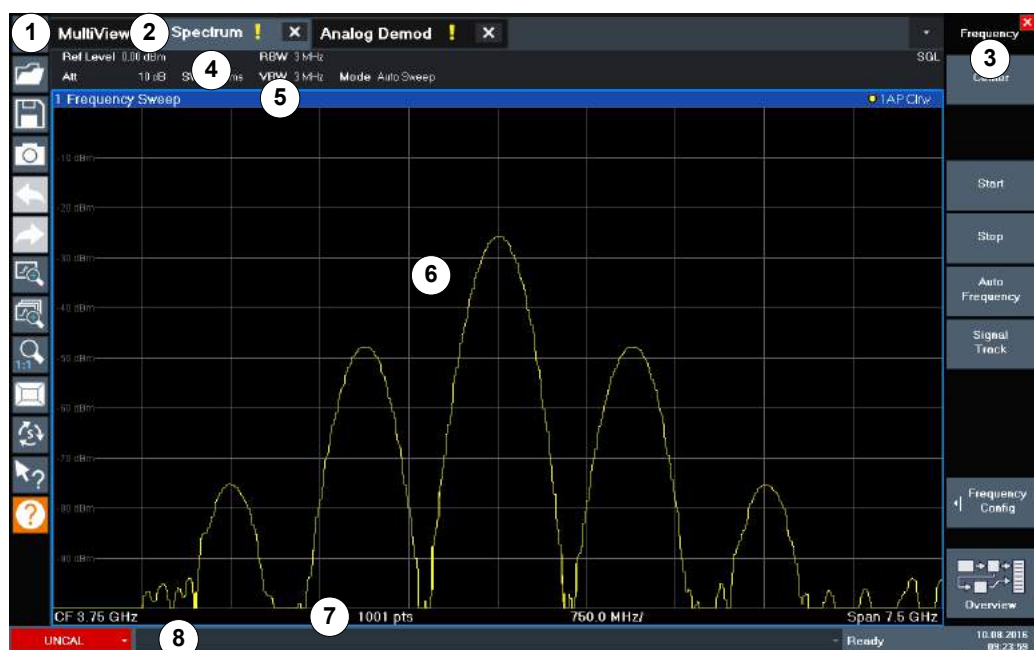 1
MultiView
2
Spectrum ! X
Analog Demod ! X
Frequency
3
Ref Level 0.00 dBm
RBW 3 MHz
SGL
4
Att 10 dB
ms
VBW 3 MHz
Mode Auto Sweep
5
1 Frequency Sweep
1AP Clrw
Center
-10 dBm
-20 dBm
-30 dBm
-40 dBm
-50 dBm
-60 dBm
-70 dBm
-80 dBm
-90 dBm
6
Start
Stop
Auto
Frequency
Signal
Track
Frequency
Config
Overview
1:1
S
?
?
CF 3.75 GHz
7
1001 pts
750.0 MHz/
Span 7.5 GHz
UNCAL
8
Ready
10.08.2016
09:23:59